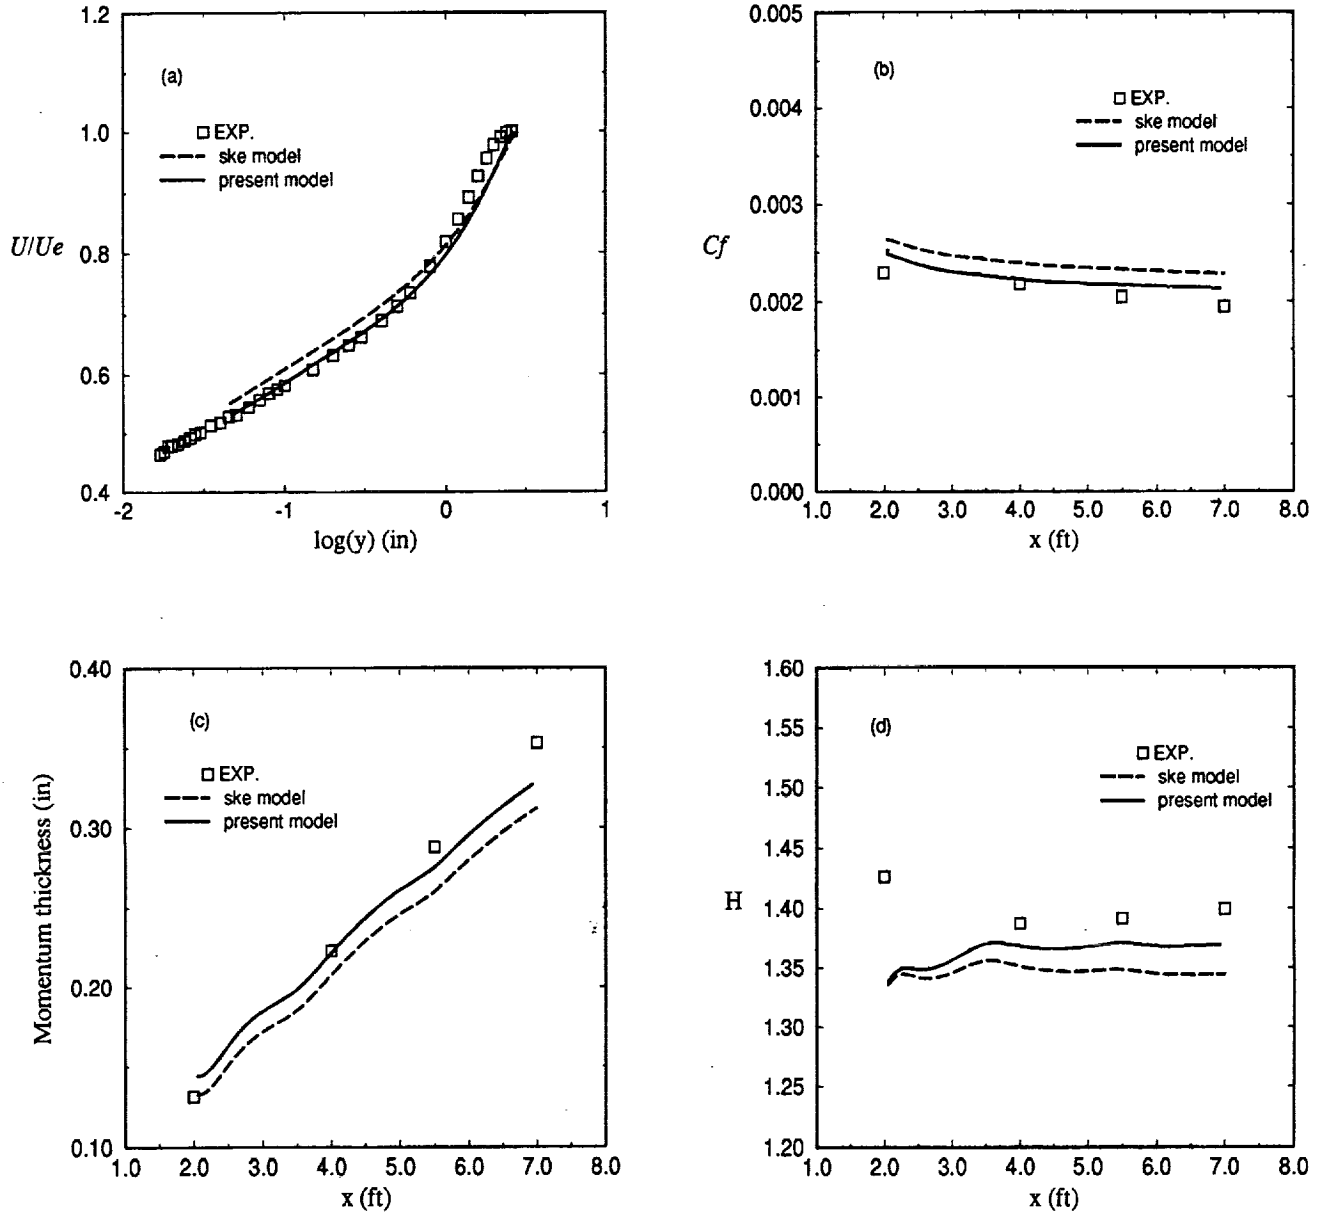 (a)
EXP.
ske model
present model
1.2
1.0
0.8
0.6
0.4
U/Ue
-2 -1 0 1
log(y) (in)
(b)
EXP.
ske model
present model
0.005
0.004
0.003
0.002
0.001
0.000
Cf
1.0 2.0 3.0 4.0 5.0 6.0 7.0 8.0
x (ft)
(c)
EXP.
ske model
present model
0.40
0.30
0.20
0.10
Momentum thickness (in)
1.0 2.0 3.0 4.0 5.0 6.0 7.0 8.0
x (ft)
(d)
EXP.
ske model
present model
1.60
1.55
1.50
1.45
1.40
1.35
1.30
1.25
1.20
H
1.0 2.0 3.0 4.0 5.0 6.0 7.0 8.0
x (ft)